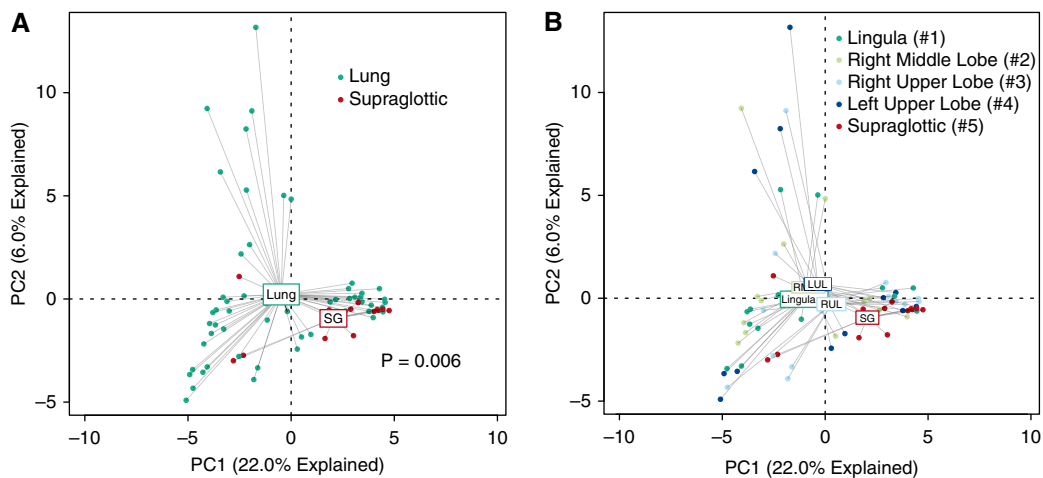 A
Lung
Supraglottic
10
5
0
−5
Lung
SG
P = 0.006
−10
−5
0
5
10
PC1 (22.0% Explained)
PC2 (6.0% Explained)
B
Lingula (#1)
Right Middle Lobe (#2)
Right Upper Lobe (#3)
Left Upper Lobe (#4)
Supraglottic (#5)
10
5
0
−5
LUL
Lingula
RUL
SG
−10
−5
0
5
10
PC1 (22.0% Explained)
PC2 (6.0% Explained)